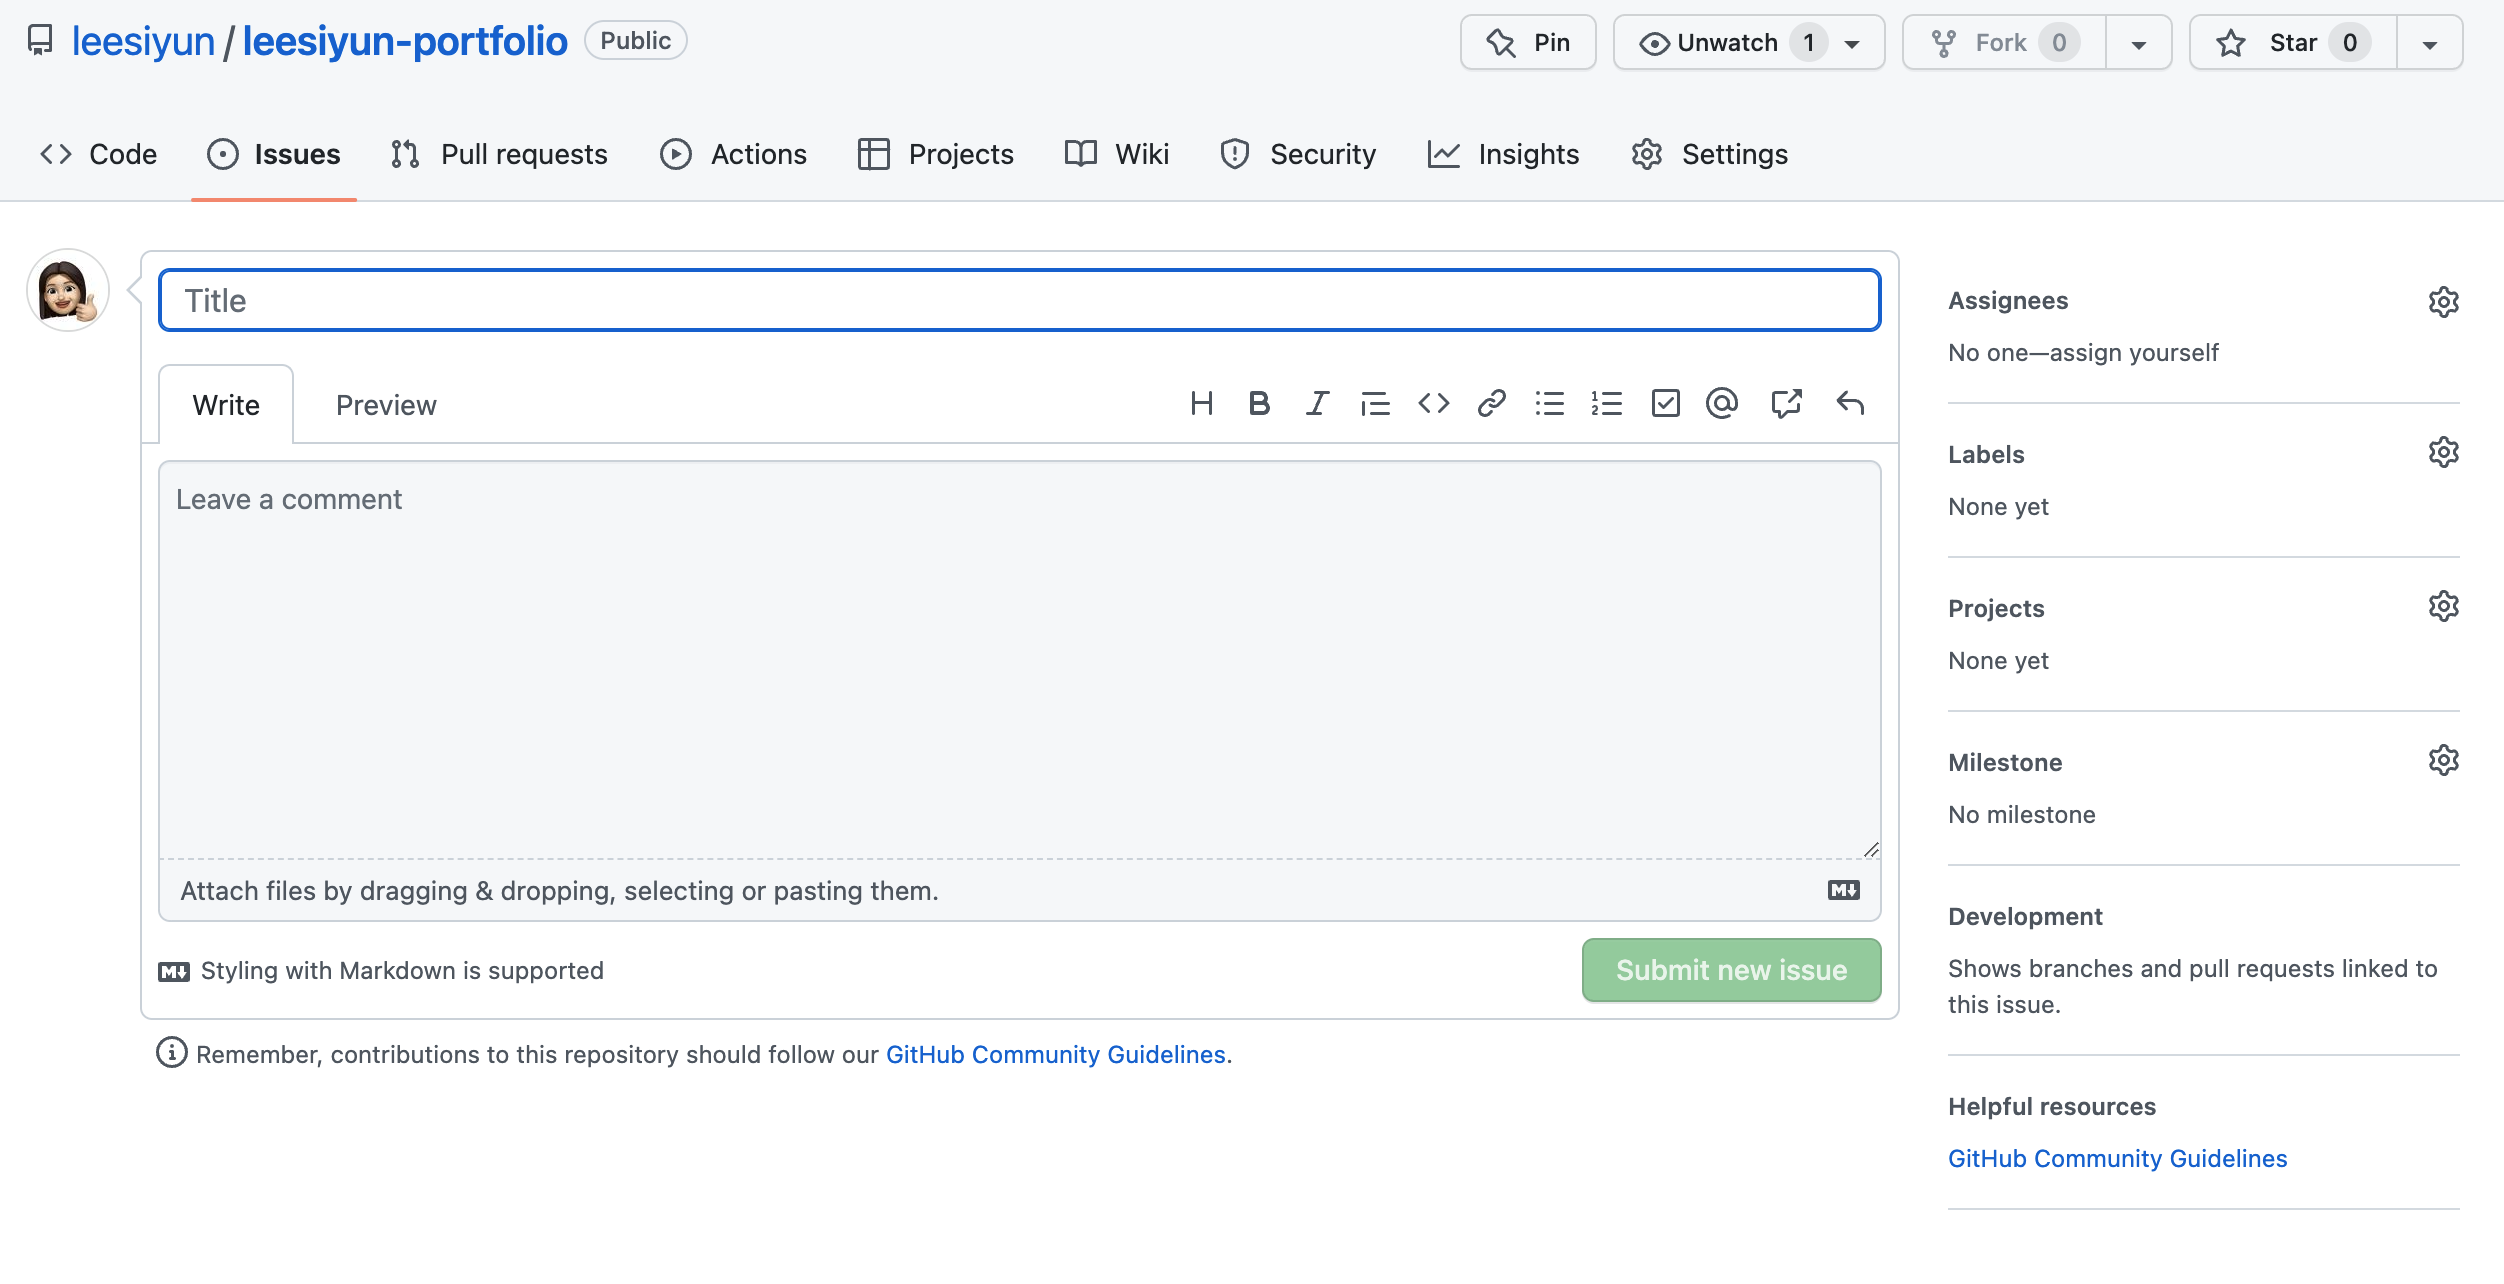 leesiyun / leesiyun-portfolio Public
Pin Unwatch 1 Fork 0 Star 0
Code Issues Pull requests Actions Projects Wiki Security Insights Settings
Title
Write Preview
Leave a comment
Attach files by dragging & dropping, selecting or pasting them.
Styling with Markdown is supported
Submit new issue
Remember, contributions to this repository should follow our GitHub Community Guidelines.
Assignees
No one—assign yourself
Labels
None yet
Projects
None yet
Milestone
No milestone
Development
Shows branches and pull requests linked to
this issue.
Helpful resources
GitHub Community Guidelines